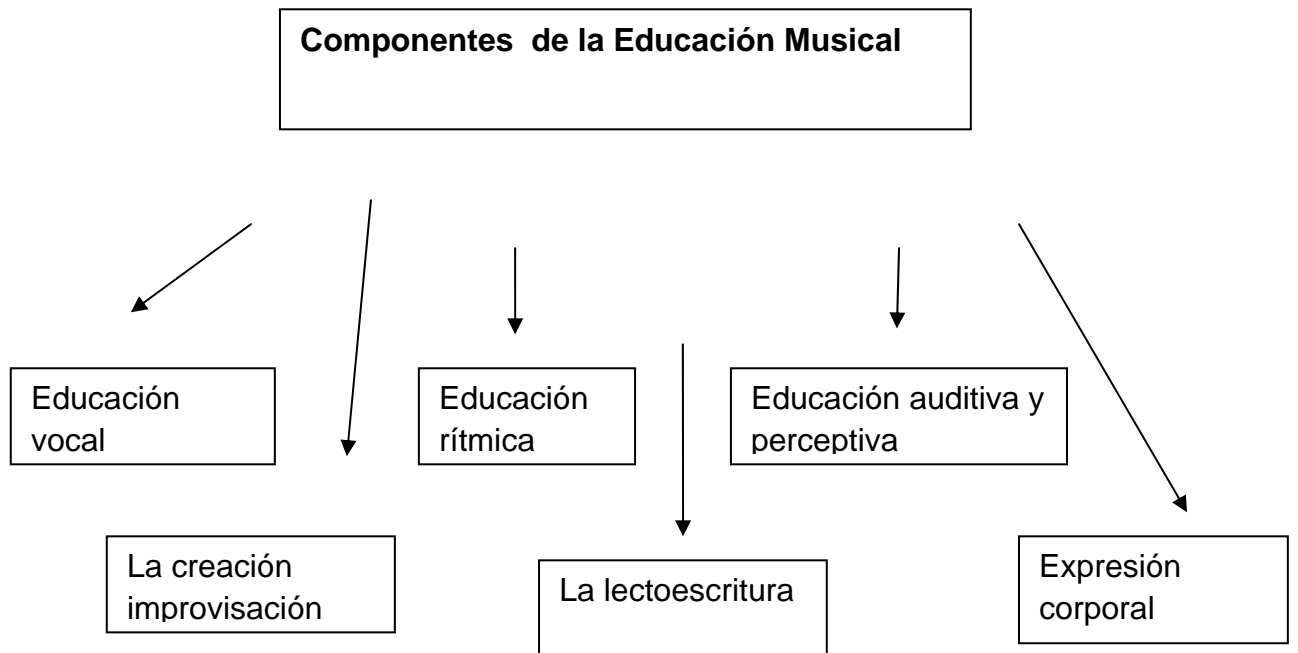 Componentes de la Educación Musical
Educación
vocal
Educación
rítmica
Educación auditiva y
perceptiva
La creación
improvisación
La lectoescritura
Expresión
corporal